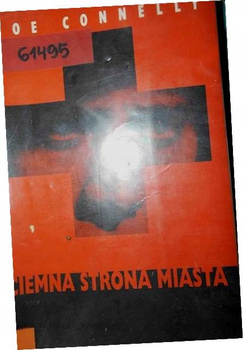 OE CONNELLY
61495
CIEMNA STRONA MIASTA